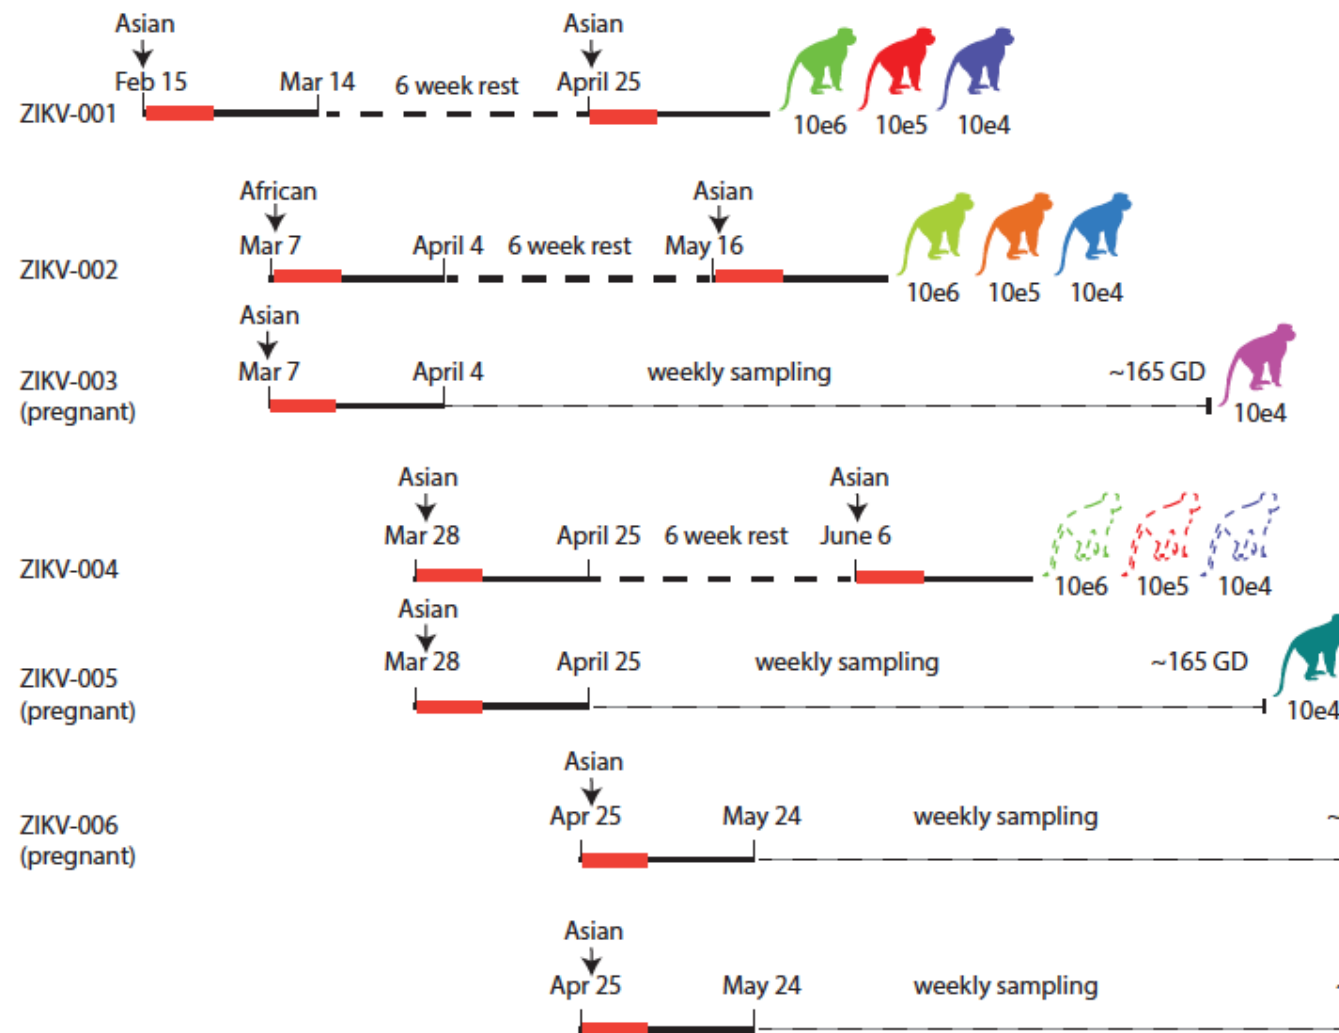 Asian Asian
Feb 15 Mar 14 6 week rest April 25
ZIKV-001
10e6 10e5 10e4
African Asian
Mar 7 April 4 6 week rest May 16
ZIKV-002
10e6 10e5 10e4
Asian
Mar 7 April 4 weekly sampling ~165 GD
ZIKV-003
(pregnant)
10e4
Asian Asian
Mar 28 April 25 6 week rest June 6
ZIKV-004
10e6 10e5 10e4
Asian
Mar 28 April 25 weekly sampling ~165 GD
ZIKV-005
(pregnant)
10e4
Asian
Apr 25 May 24 weekly sampling ~
ZIKV-006
(pregnant)
Asian
Apr 25 May 24 weekly sampling ~